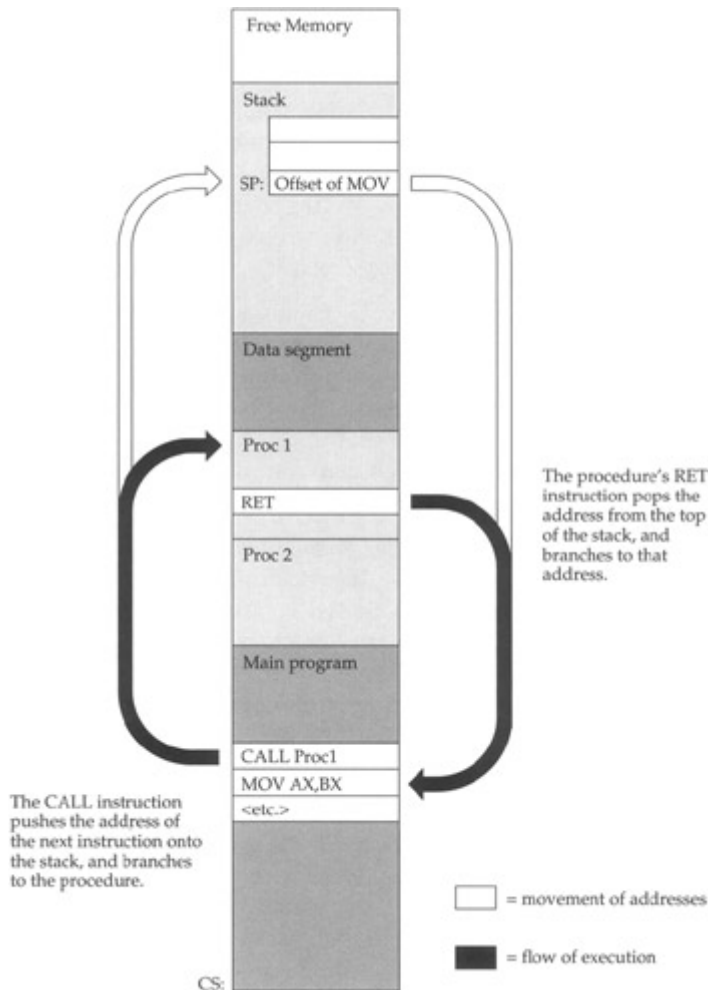 Free Memory
Stack
SP: Offset of MOV
Data segment
Proc 1
RET
Proc 2
Main program
CALL Proc1
MOV AX,BX
<etc.>
CS:
The procedure's RET
instruction pops the
address from the top
of the stack, and
branches to that
address.
The CALL instruction
pushes the address of
the next instruction onto
the stack, and branches
to the procedure.
= movement of addresses
= flow of execution